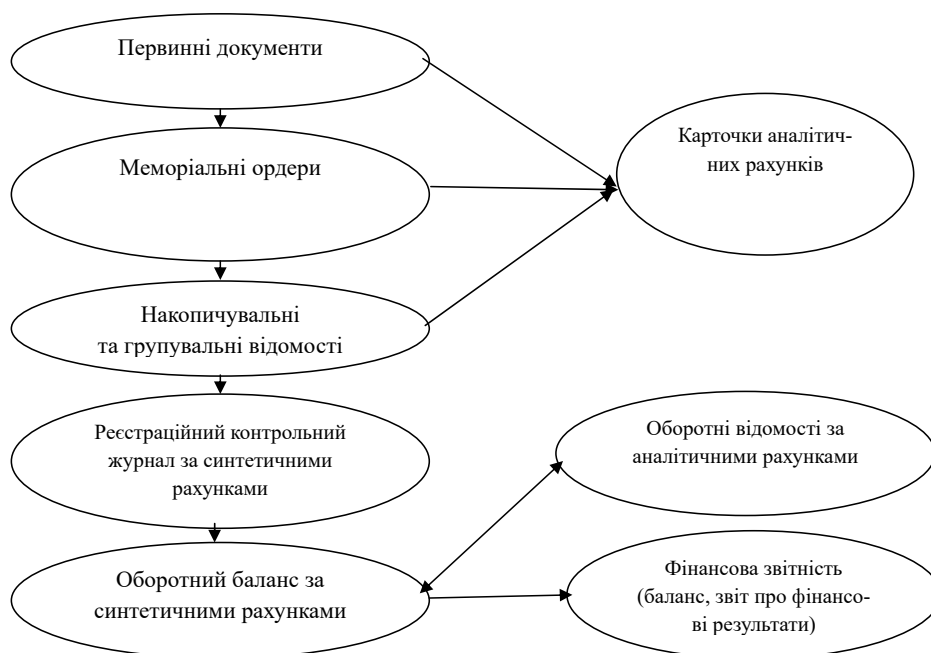 Первинні документи
Карточки аналітич-
них рахунків
Меморіальні ордери
Накопичувальні
та групувальні відомості
Реєстраційний контрольний
журнал за синтетичними
рахунками
Оборотні відомості за
аналітичними рахунками
Оборотний баланс за
синтетичними рахунками
Фінансова звітність
(баланс, звіт про фінансо-
ві результати)